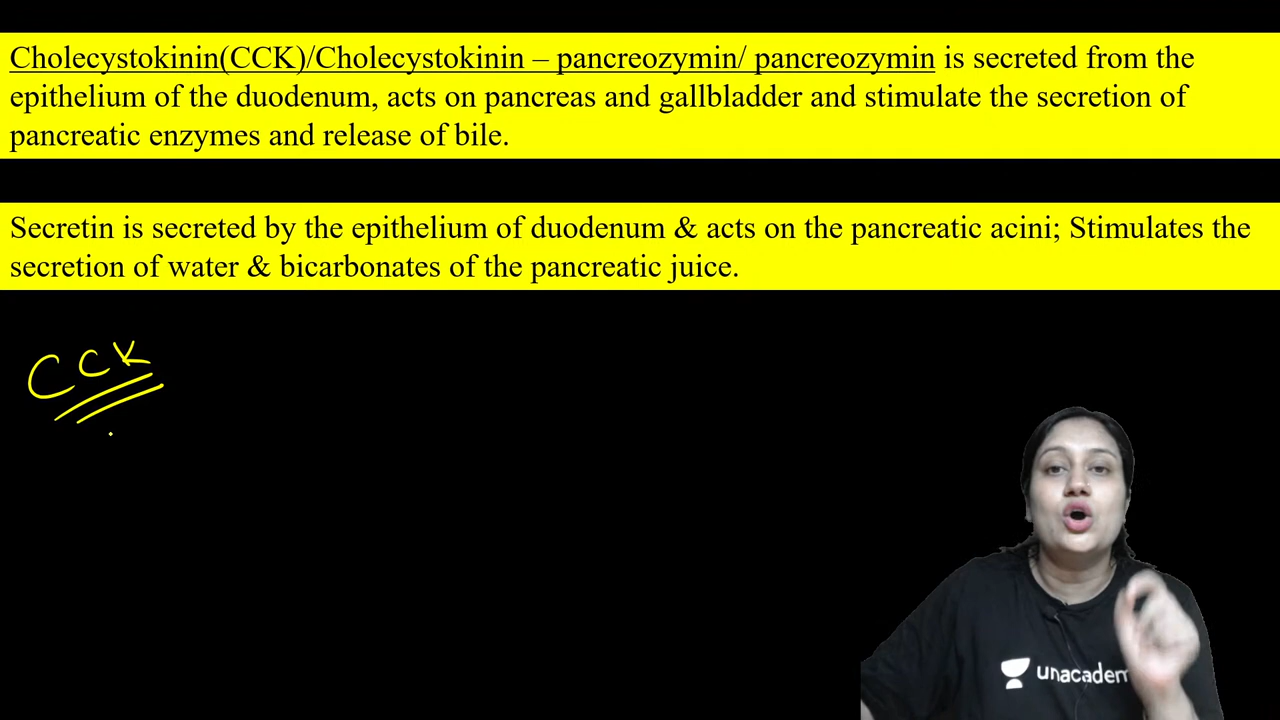 Cholecystokinin(CCK)/Cholecystokinin – pancreozymin/ pancreozymin is secreted from the
epithelium of the duodenum, acts on pancreas and gallbladder and stimulate the secretion of
pancreatic enzymes and release of bile.
Secretin is secreted by the epithelium of duodenum & acts on the pancreatic acini; Stimulates the
secretion of water & bicarbonates of the pancreatic juice.
CCK
unacadem